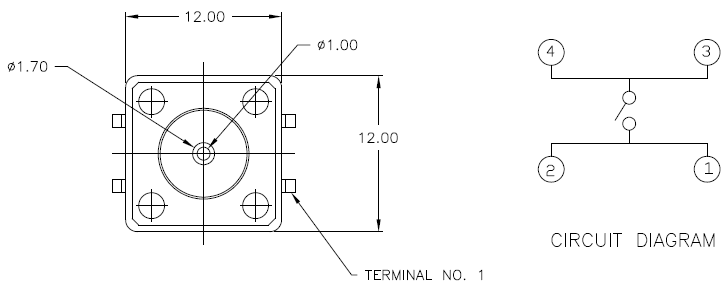 12.00
ø1.00
ø1.70
12.00
TERMINAL NO. 1
4
3
2
1
CIRCUIT DIAGRAM